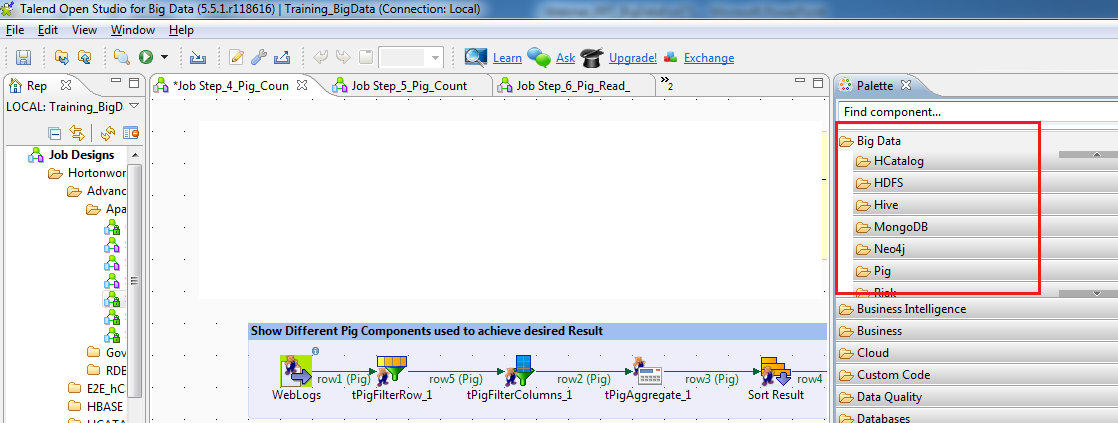 Talend Open Studio for Big Data (5.5.1.r118616) | Training_BigData (Connection: Local)
File Edit View Window Help
Learn Ask Upgrade! Exchange
Rep
*Job Step_4_Pig_Coun
Job Step_5_Pig_Count
Job Step_6_Pig_Read_
»2
Palette
LOCAL: Training_BigD
Find component...
Job Designs
Hortonwor
Advanc
Apa
Gov
RDE
E2E_hC
HBASE
Big Data
HCatalog
HDFS
Hive
MongoDB
Neo4j
Pig
Riak
Business Intelligence
Business
Cloud
Custom Code
Data Quality
Databases
Show Different Pig Components used to achieve desired Result
row1 (Pig) row5 (Pig) row2 (Pig) row3 (Pig) row4
WebLogs tPigFilterRow_1 tPigFilterColumns_1 tPigAggregate_1 Sort Result